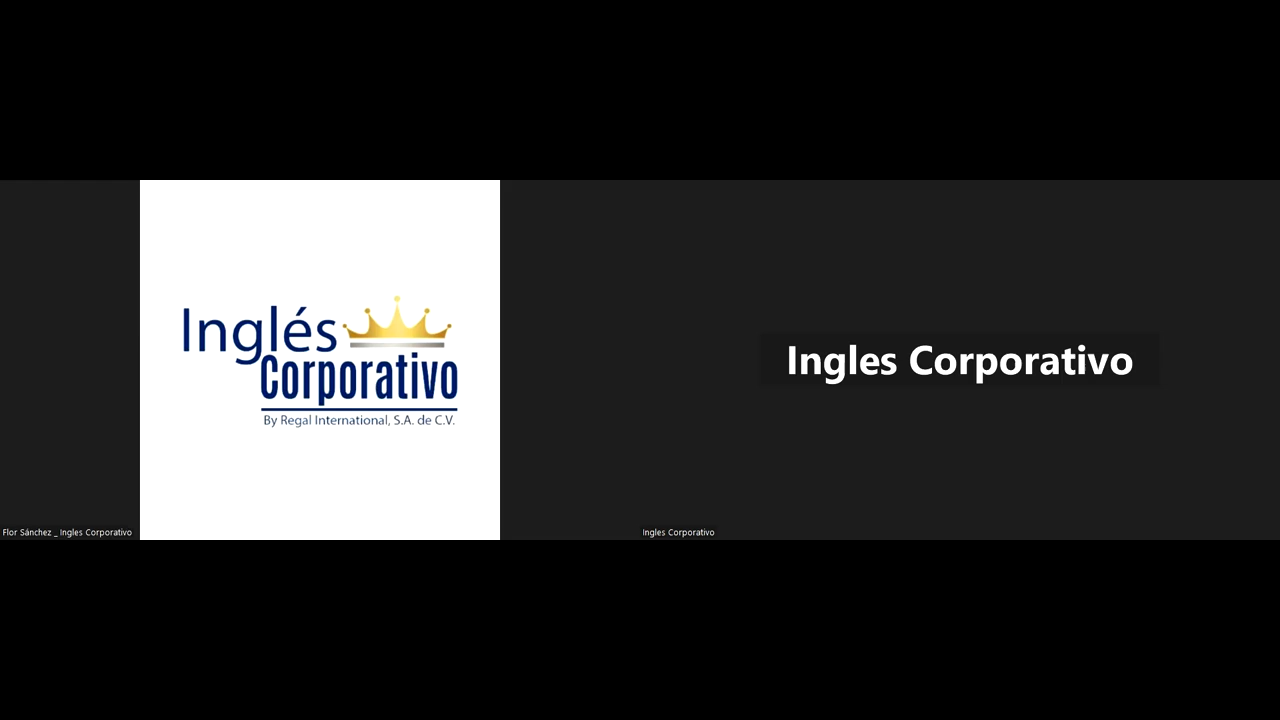 Inglés
Corporativo
By Regal International, S.A. de C.V.
Ingles Corporativo
Flor Sánchez _ Ingles Corporativo
Ingles Corporativo